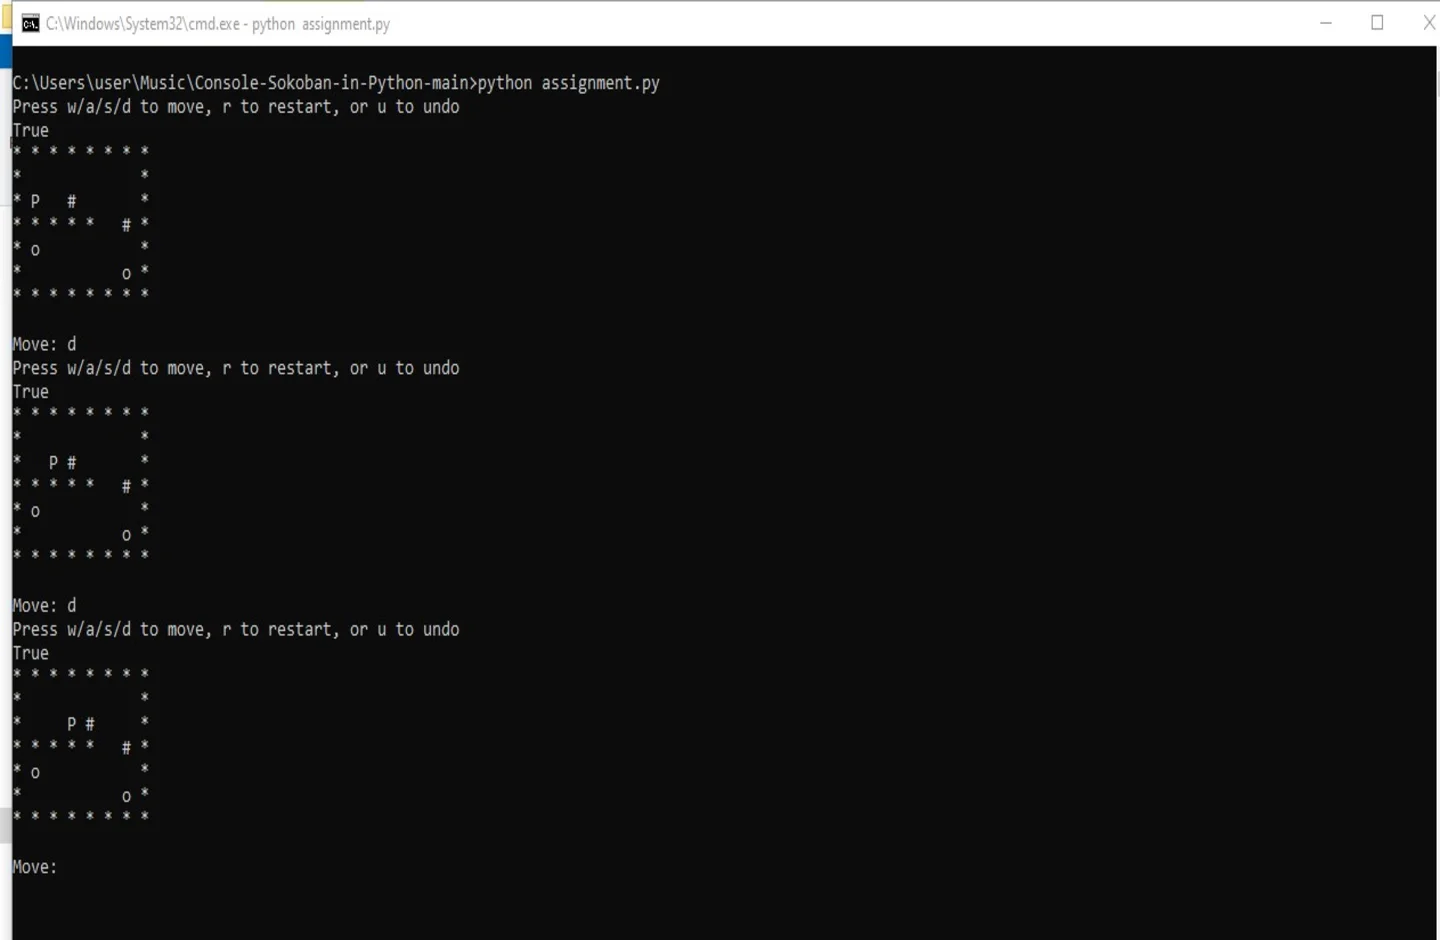 C:\Windows\System32\cmd.exe - python  assignment.py
C:\Users\user\Music\Console-Sokoban-in-Python-main>python assignment.py
Press w/a/s/d to move, r to restart, or u to undo
True
* * * * * * * *
*             *
* P   #       *
* * * * *   # *
* o           *
*           o *
* * * * * * * *
Move: d
Press w/a/s/d to move, r to restart, or u to undo
True
* * * * * * * *
*             *
*   P #       *
* * * * *   # *
* o           *
*           o *
* * * * * * * *
Move: d
Press w/a/s/d to move, r to restart, or u to undo
True
* * * * * * * *
*             *
*     P #     *
* * * * *   # *
* o           *
*           o *
* * * * * * * *
Move: